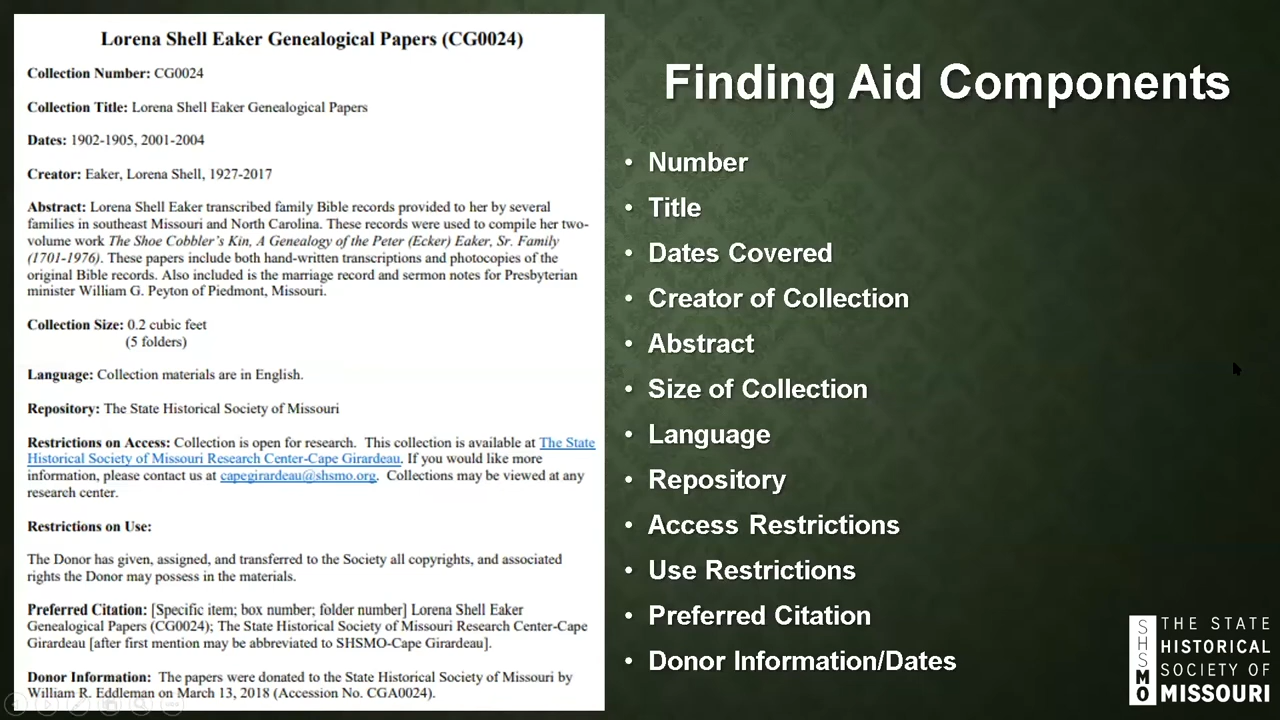 Lorena Shell Eaker Genealogical Papers (CG0024)
Collection Number: CG0024
Collection Title: Lorena Shell Eaker Genealogical Papers
Dates: 1902-1905, 2001-2004
Creator: Eaker, Lorena Shell, 1927-2017
Abstract: Lorena Shell Eaker transcribed family Bible records provided to her by several
families in southeast Missouri and North Carolina. These records were used to compile her two-
volume work The Shoe Cobbler's Kin, A Genealogy of the Peter (Ecker) Eaker, Sr. Family
(1701-1976). These papers include both hand-written transcriptions and photocopies of the
original Bible records. Also included is the marriage record and sermon notes for Presbyterian
minister William G. Peyton of Piedmont, Missouri.
Collection Size: 0.2 cubic feet
(5 folders)
Language: Collection materials are in English.
Repository: The State Historical Society of Missouri
Restrictions on Access: Collection is open for research. This collection is available at The State
Historical Society of Missouri Research Center-Cape Girardeau. If you would like more
information, please contact us at capegirardeau@shsmo.org. Collections may be viewed at any
research center.
Restrictions on Use:
The Donor has given, assigned, and transferred to the Society all copyrights, and associated
rights the Donor may possess in the materials.
Preferred Citation: [Specific item; box number; folder number] Lorena Shell Eaker
Genealogical Papers (CG0024); The State Historical Society of Missouri Research Center-Cape
Girardeau [after first mention may be abbreviated to SHSMO-Cape Girardeau].
Donor Information: The papers were donated to the State Historical Society of Missouri by
William R. Eddleman on March 13, 2018 (Accession No. CGA0024).
Finding Aid Components
• Number
• Title
• Dates Covered
• Creator of Collection
• Abstract
• Size of Collection
• Language
• Repository
• Access Restrictions
• Use Restrictions
• Preferred Citation
• Donor Information/Dates
SHSMO
THE STATE
HISTORICAL
SOCIETY OF
MISSOURI